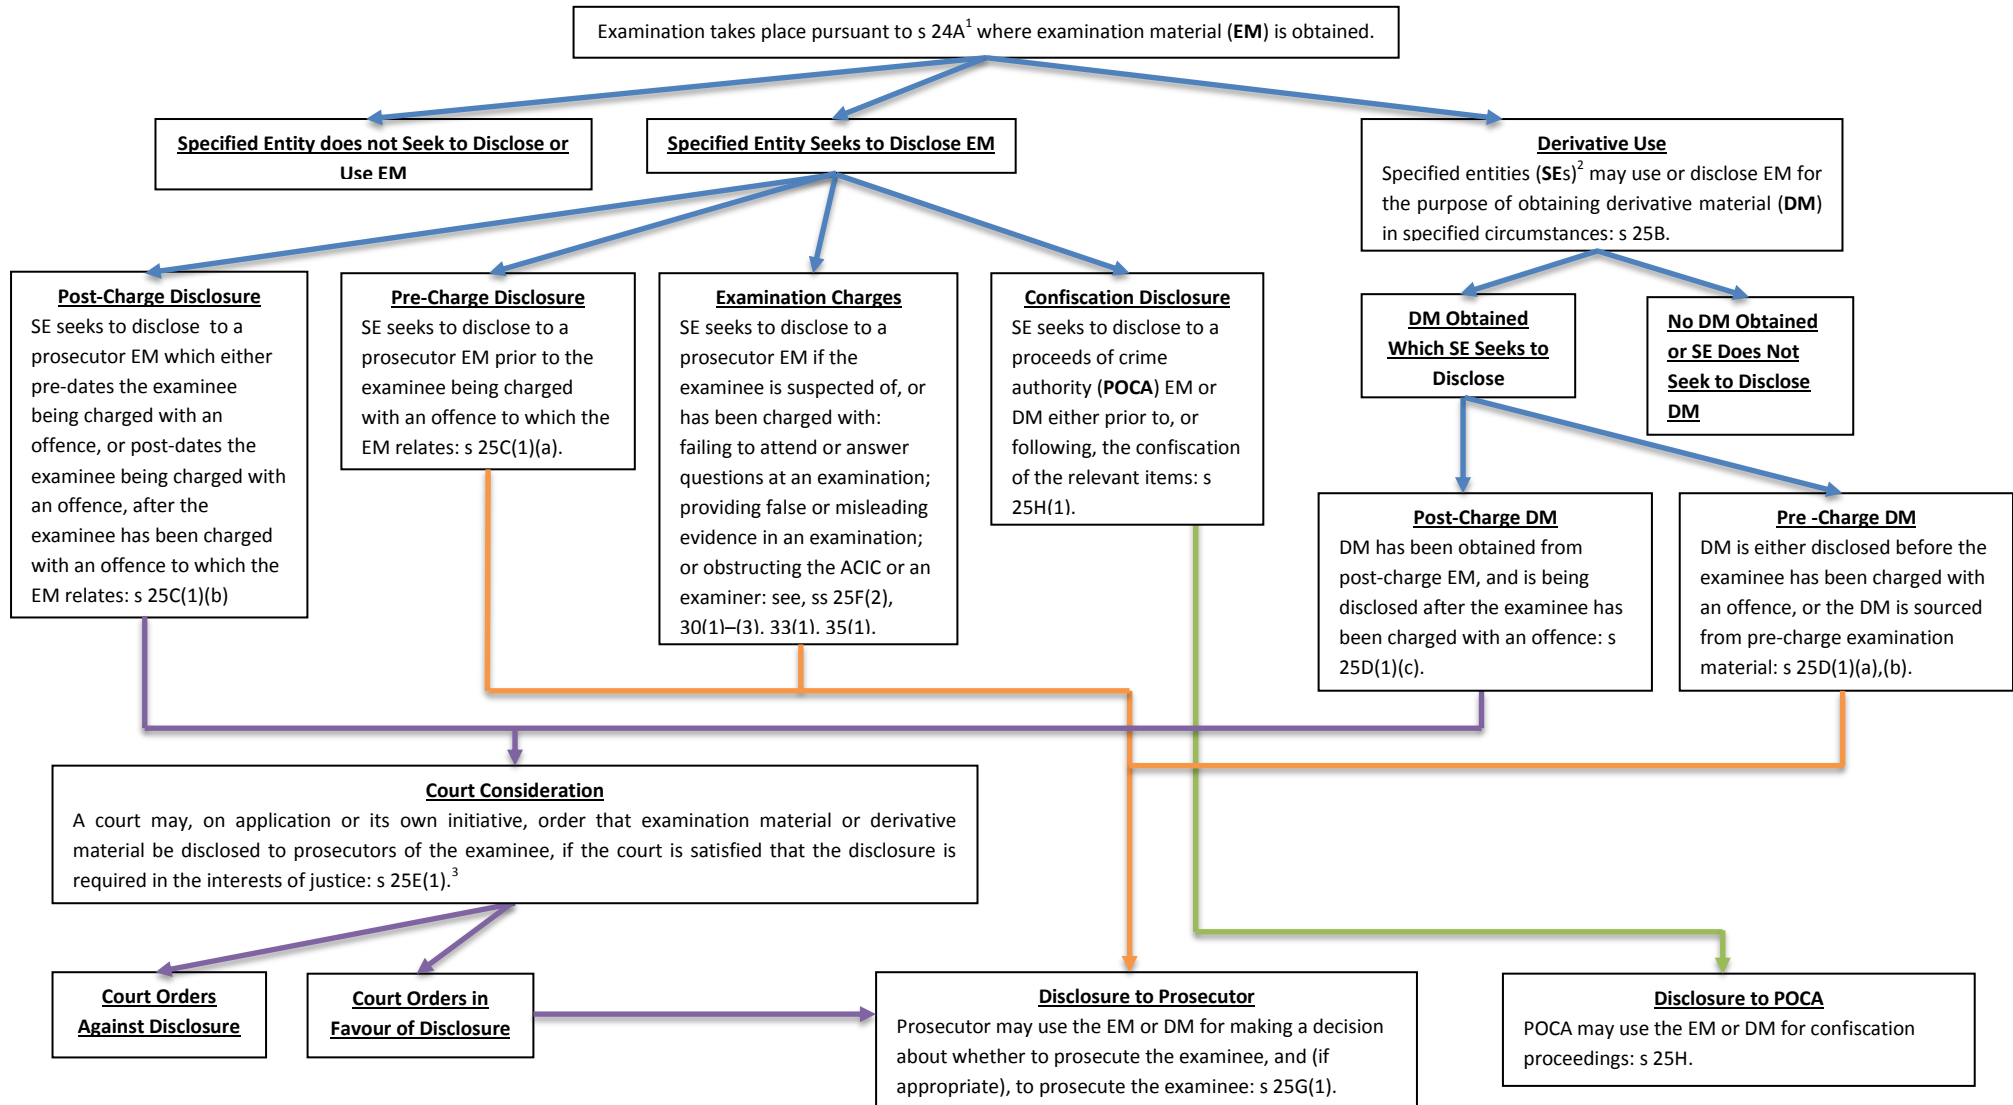 Examination takes place pursuant to s 24A1 where examination material (EM) is obtained.
Specified Entity does not Seek to Disclose or
Use EM
Specified Entity Seeks to Disclose EM
Derivative Use
Specified entities (SEs)2 may use or disclose EM for
the purpose of obtaining derivative material (DM)
in specified circumstances: s 25B.
Post-Charge Disclosure
SE seeks to disclose to a
prosecutor EM which either
pre-dates the examinee
being charged with an
offence, or post-dates the
examinee being charged with
an offence, after the
examinee has been charged
with an offence to which the
EM relates: s 25C(1)(b)
Pre-Charge Disclosure
SE seeks to disclose to a
prosecutor EM prior to the
examinee being charged
with an offence to which the
EM relates: s 25C(1)(a).
Examination Charges
SE seeks to disclose to a
prosecutor EM if the
examinee is suspected of, or
has been charged with:
failing to attend or answer
questions at an examination;
providing false or misleading
evidence in an examination;
or obstructing the ACIC or an
examiner: see, ss 25F(2),
30(1)–(3), 33(1), 35(1).
Confiscation Disclosure
SE seeks to disclose to a
proceeds of crime
authority (POCA) EM or
DM either prior to, or
following, the confiscation
of the relevant items: s
25H(1).
DM Obtained
Which SE Seeks to
Disclose
No DM Obtained
or SE Does Not
Seek to Disclose
DM
Post-Charge DM
DM has been obtained from
post-charge EM, and is being
disclosed after the examinee has
been charged with an offence: s
25D(1)(c).
Pre -Charge DM
DM is either disclosed before the
examinee has been charged with
an offence, or the DM is sourced
from pre-charge examination
material: s 25D(1)(a),(b).
Court Consideration
A court may, on application or its own initiative, order that examination material or derivative
material be disclosed to prosecutors of the examinee, if the court is satisfied that the disclosure is
required in the interests of justice: s 25E(1).3
Court Orders
Against Disclosure
Court Orders in
Favour of Disclosure
Disclosure to Prosecutor
Prosecutor may use the EM or DM for making a decision
about whether to prosecute the examinee, and (if
appropriate), to prosecute the examinee: s 25G(1).
Disclosure to POCA
POCA may use the EM or DM for confiscation
proceedings: s 25H.